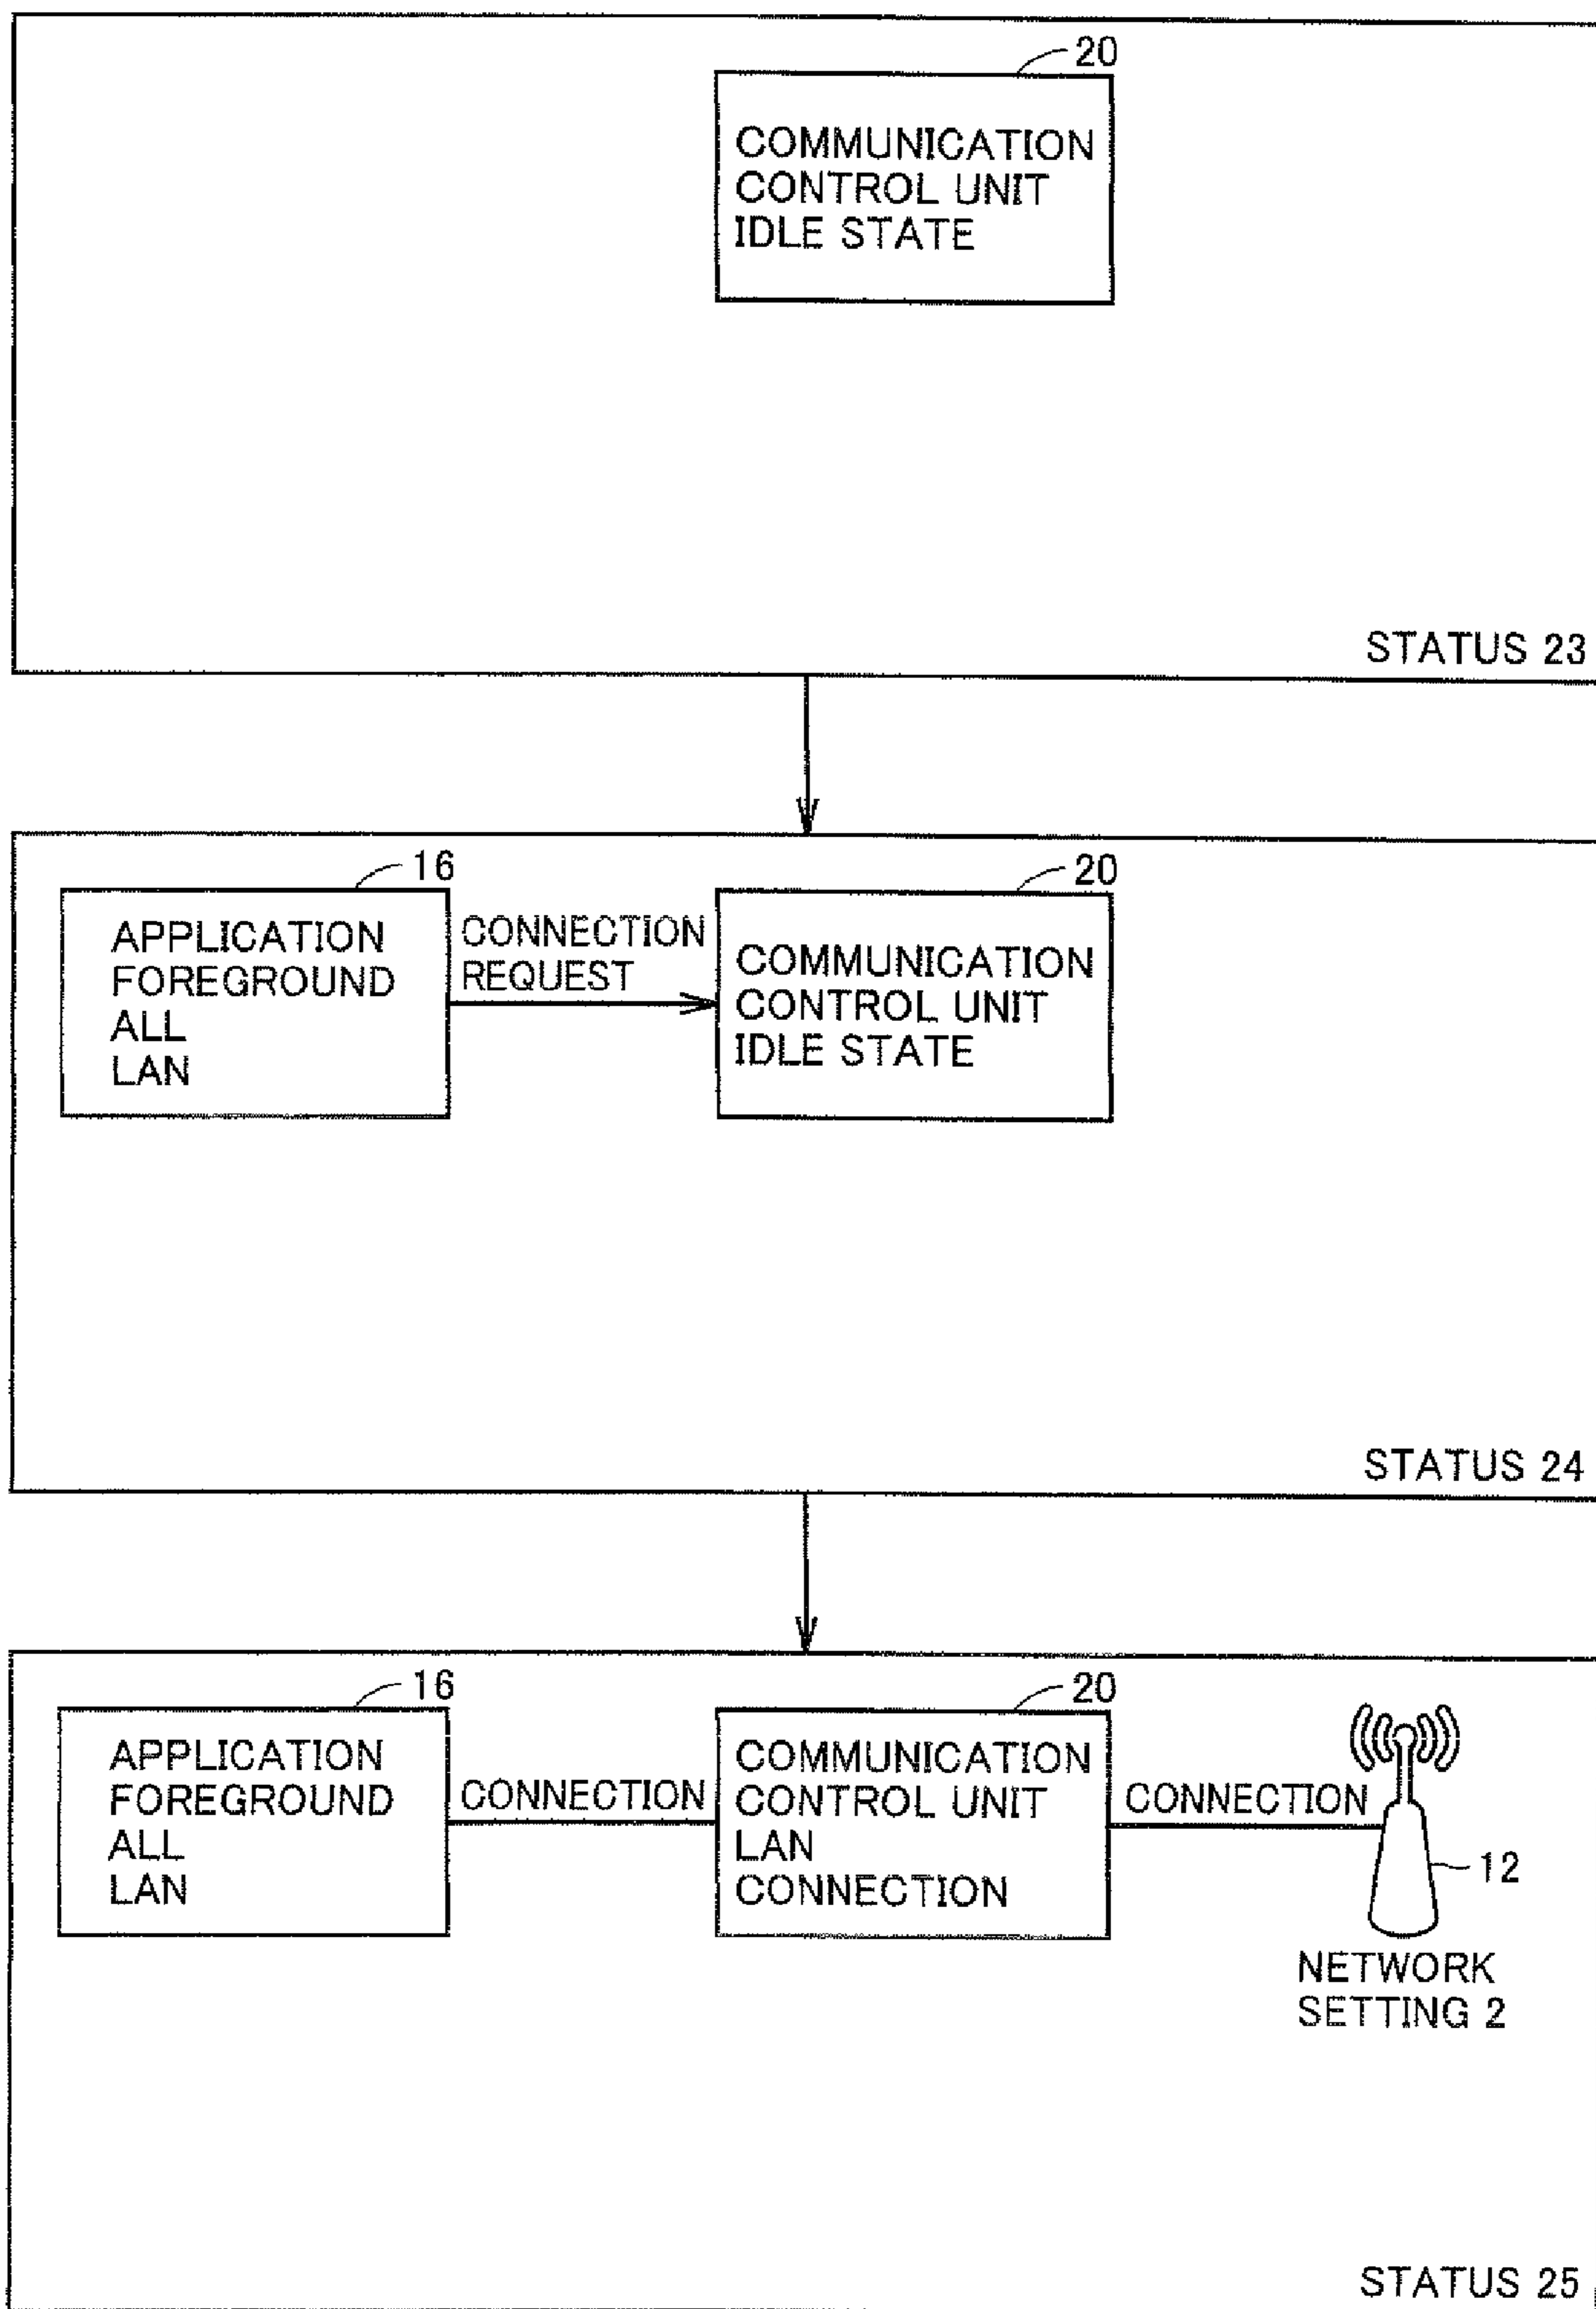 20
COMMUNICATION
CONTROL UNIT
IDLE STATE
STATUS 23
16
20
APPLICATION
FOREGROUND
ALL
LAN
CONNECTION
REQUEST
COMMUNICATION
CONTROL UNIT
IDLE STATE
STATUS 24
16
20
APPLICATION
FOREGROUND
ALL
LAN
CONNECTION
COMMUNICATION
CONTROL UNIT
LAN
CONNECTION
CONNECTION
12
NETWORK
SETTING 2
STATUS 25